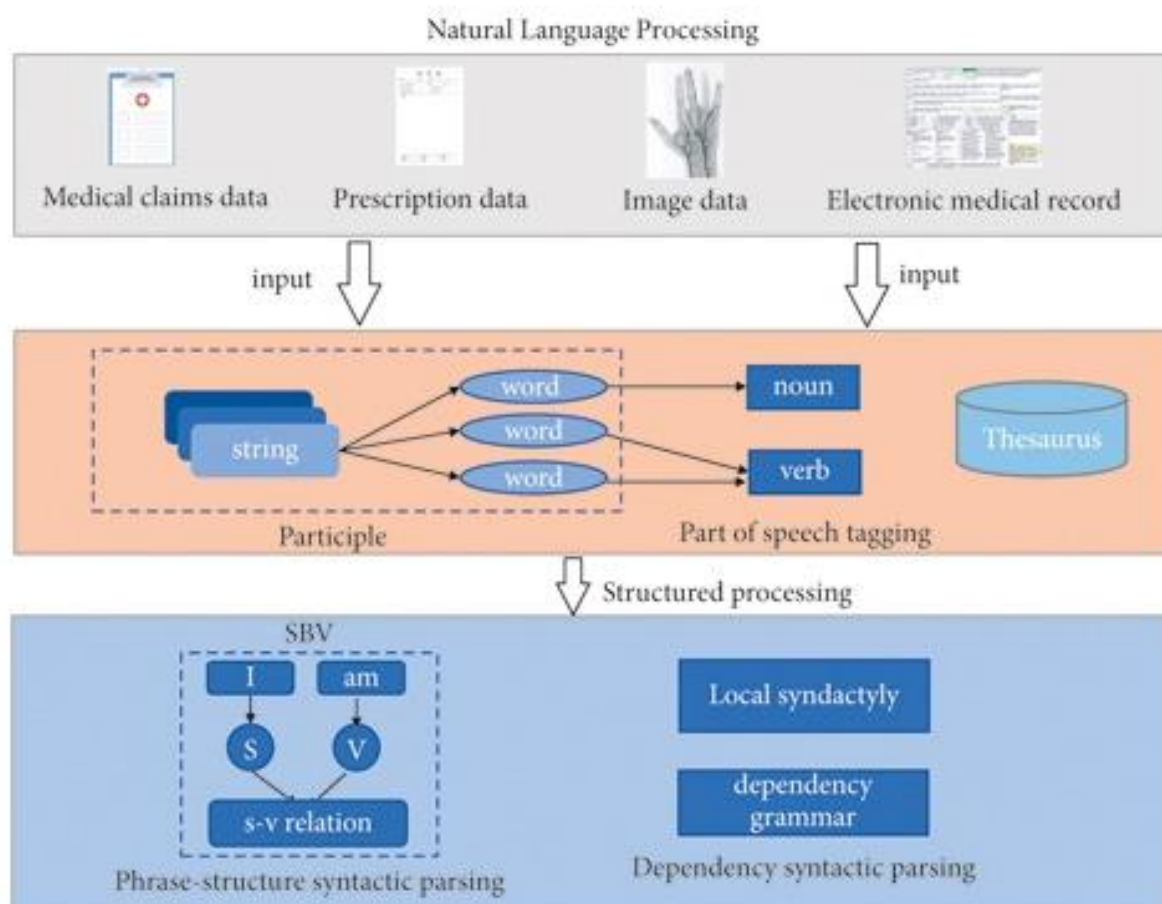 Natural Language Processing
Medical claims data
Prescription data
Image data
Electronic medical record
input
input
string
word
word
word
noun
verb
Thesaurus
Participle
Part of speech tagging
Structured processing
SBV
I
am
S
V
s-v relation
Phrase-structure syntactic parsing
Local syndactyly
dependency
grammar
Dependency syntactic parsing